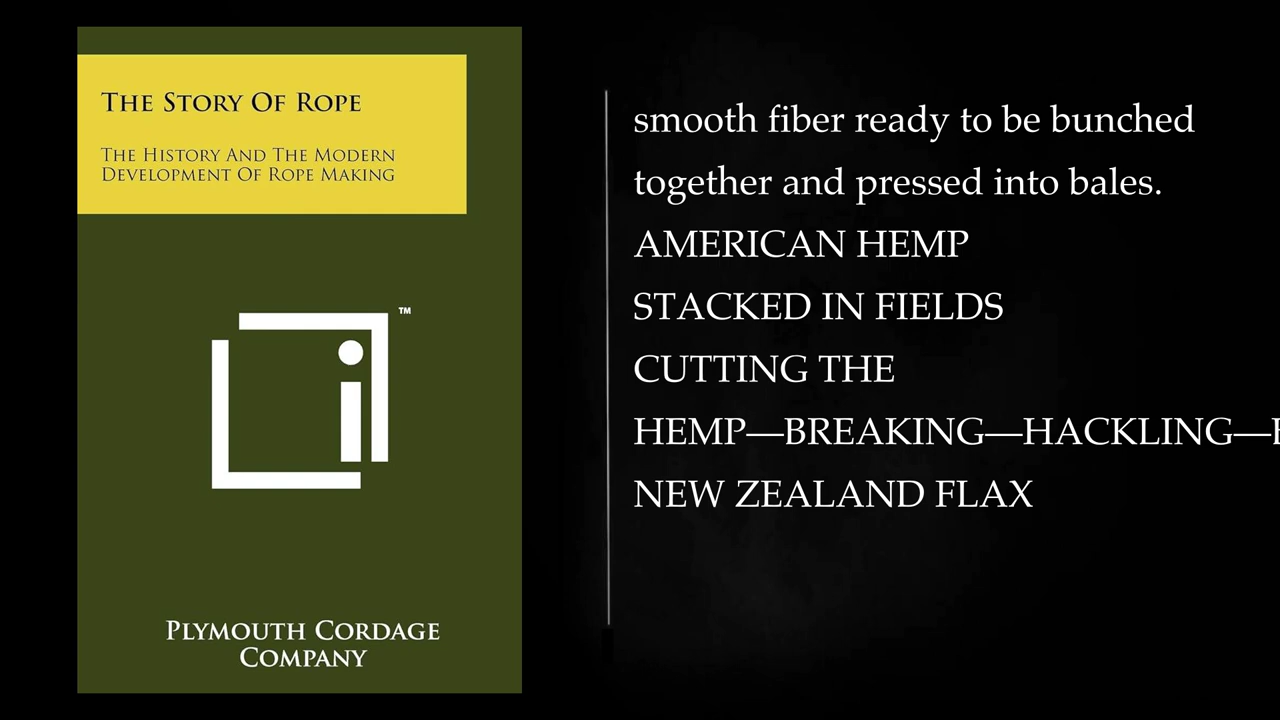 THE STORY OF ROPE
THE HISTORY AND THE MODERN
DEVELOPMENT OF ROPE MAKING
i
™
PLYMOUTH CORDAGE
COMPANY
smooth fiber ready to be bunched
together and pressed into bales.
AMERICAN HEMP
STACKED IN FIELDS
CUTTING THE
HEMP—BREAKING—HACKLING—
NEW ZEALAND FLAX